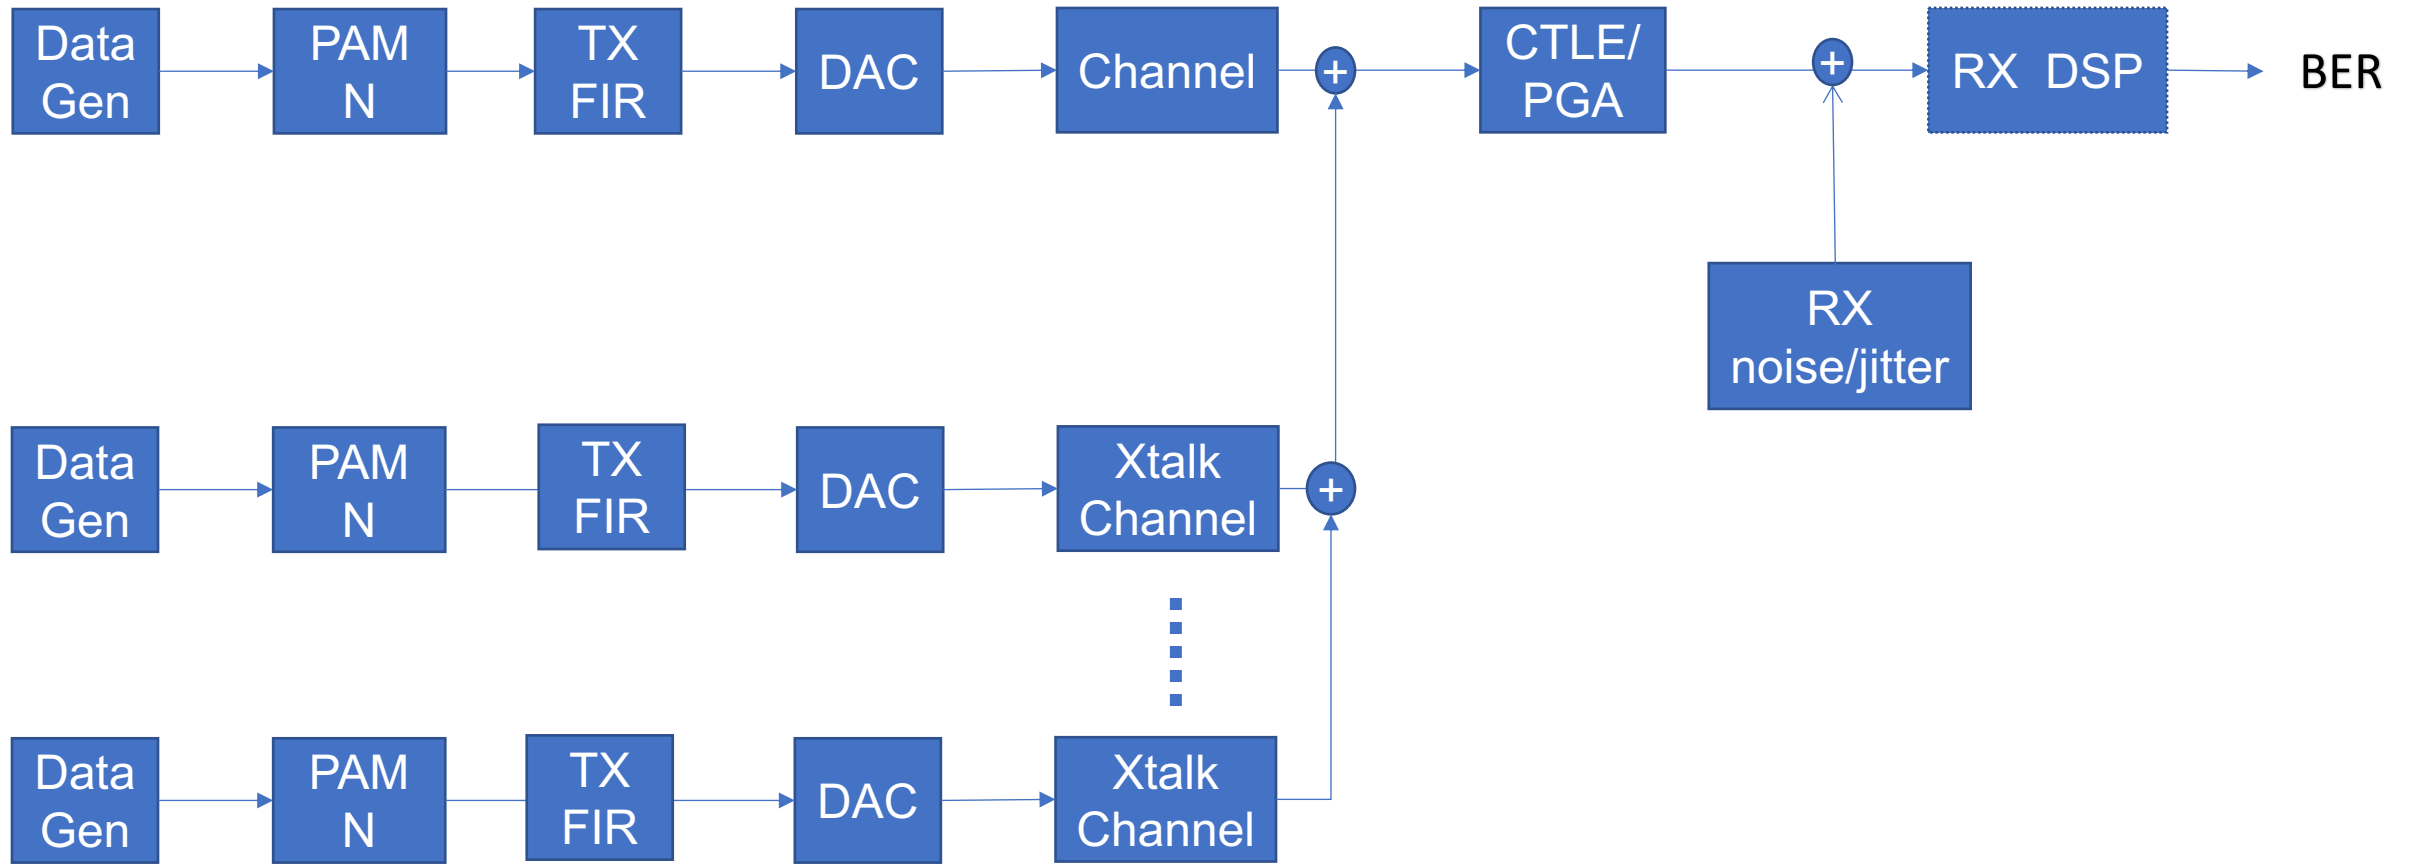 Data
Gen
PAM
N
TX
FIR
DAC
Channel
+
CTLE/
PGA
+
RX DSP
BER
RX
noise/jitter
Data
Gen
PAM
N
TX
FIR
DAC
Xtalk
Channel
+
Data
Gen
PAM
N
TX
FIR
DAC
Xtalk
Channel